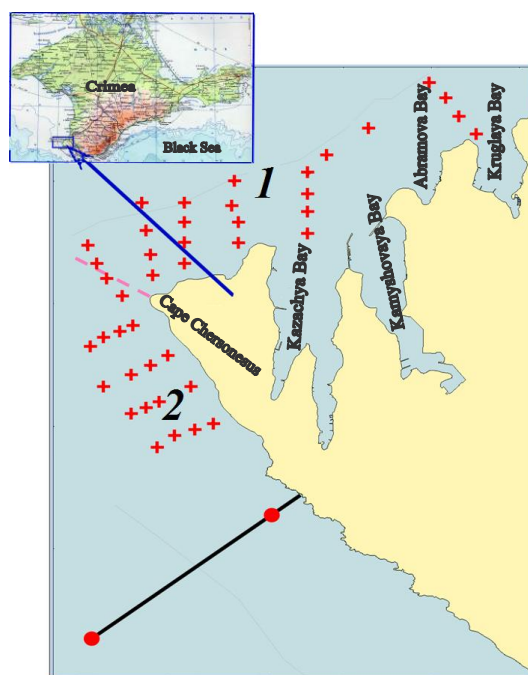 Crimea
Black Sea
1
Abramova Bay
Kruglaya Bay
Kazachya Bay
Kamyshovaya Bay
Cape Chersonesus
2